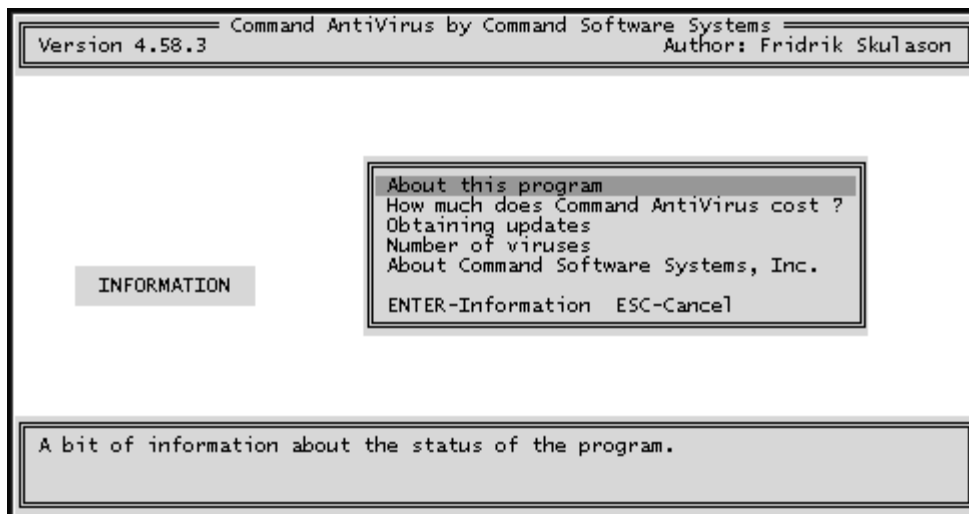 Command AntiVirus by Command Software Systems
Version 4.58.3 Author: Fridrik Skulason
About this program
How much does Command AntiVirus cost ?
Obtaining updates
Number of viruses
About Command Software Systems, Inc.
ENTER-Information ESC-Cancel
INFORMATION
A bit of information about the status of the program.